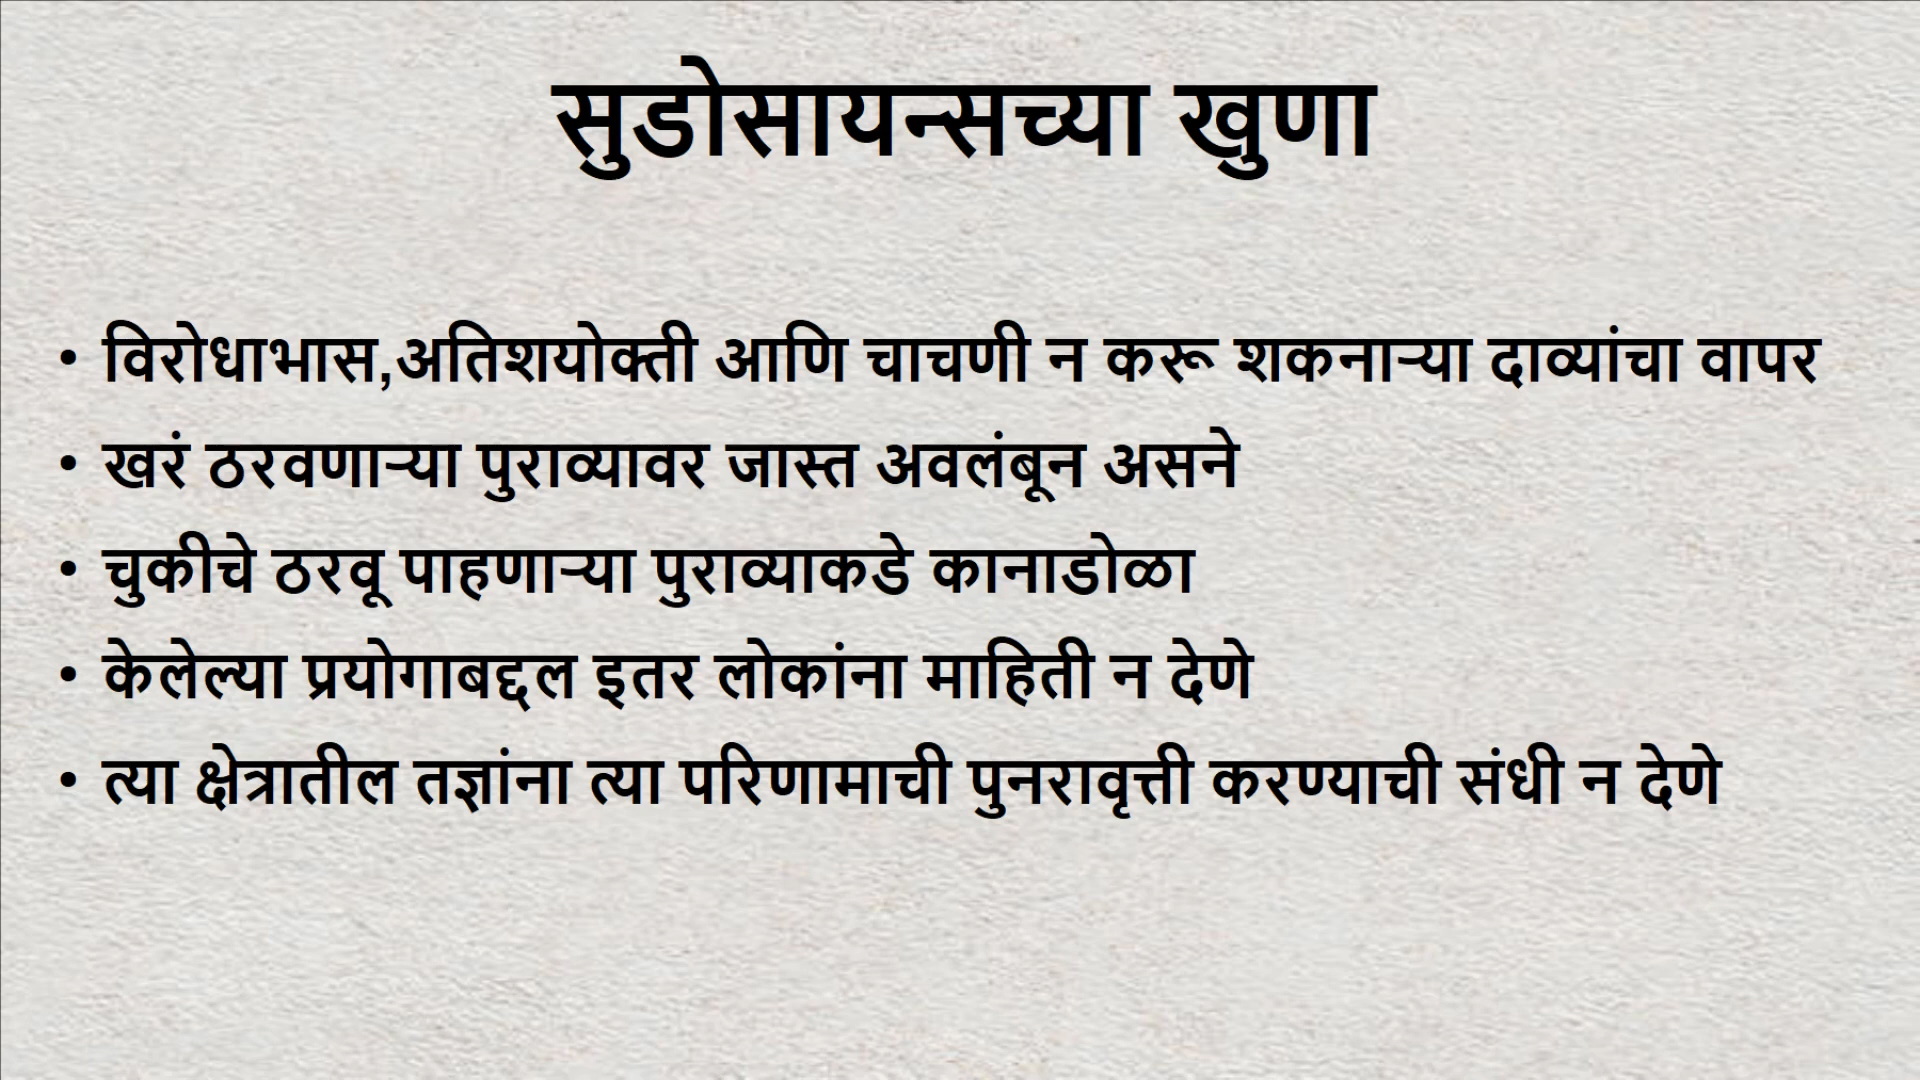 सुडोसायन्सच्या खुणा
• विरोधाभास,अतिशयोक्ती आणि चाचणी न करू शकनाऱ्या दाव्यांचा वापर
• खरं ठरवणाऱ्या पुराव्यावर जास्त अवलंबून असने
• चुकीचे ठरवू पाहणाऱ्या पुराव्याकडे कानाडोळा
• केलेल्या प्रयोगाबद्दल इतर लोकांना माहिती न देणे
• त्या क्षेत्रातील तज्ञांना त्या परिणामाची पुनरावृत्ती करण्याची संधी न देणे